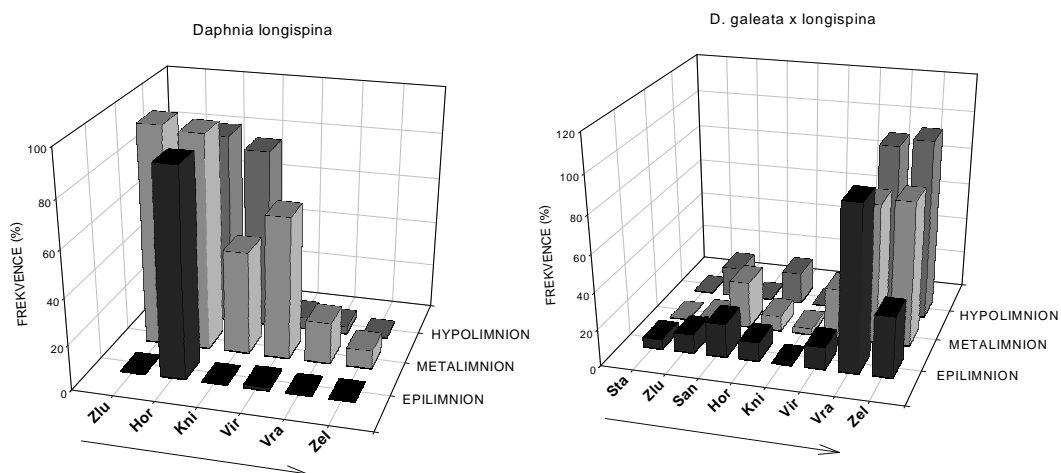 Daphnia longispina
FREKVENCE (%)
100
80
60
40
20
0
Zlu
Hor
Kni
Vir
Vra
Zel
HYPOLIMNION
METALIMNION
EPILIMNION
D. galeata x longispina
FREKVENCE (%)
120
100
80
60
40
20
0
Sta
Zlu
San
Hor
Kni
Vir
Vra
Zel
HYPOLIMNION
METALIMNION
EPILIMNION